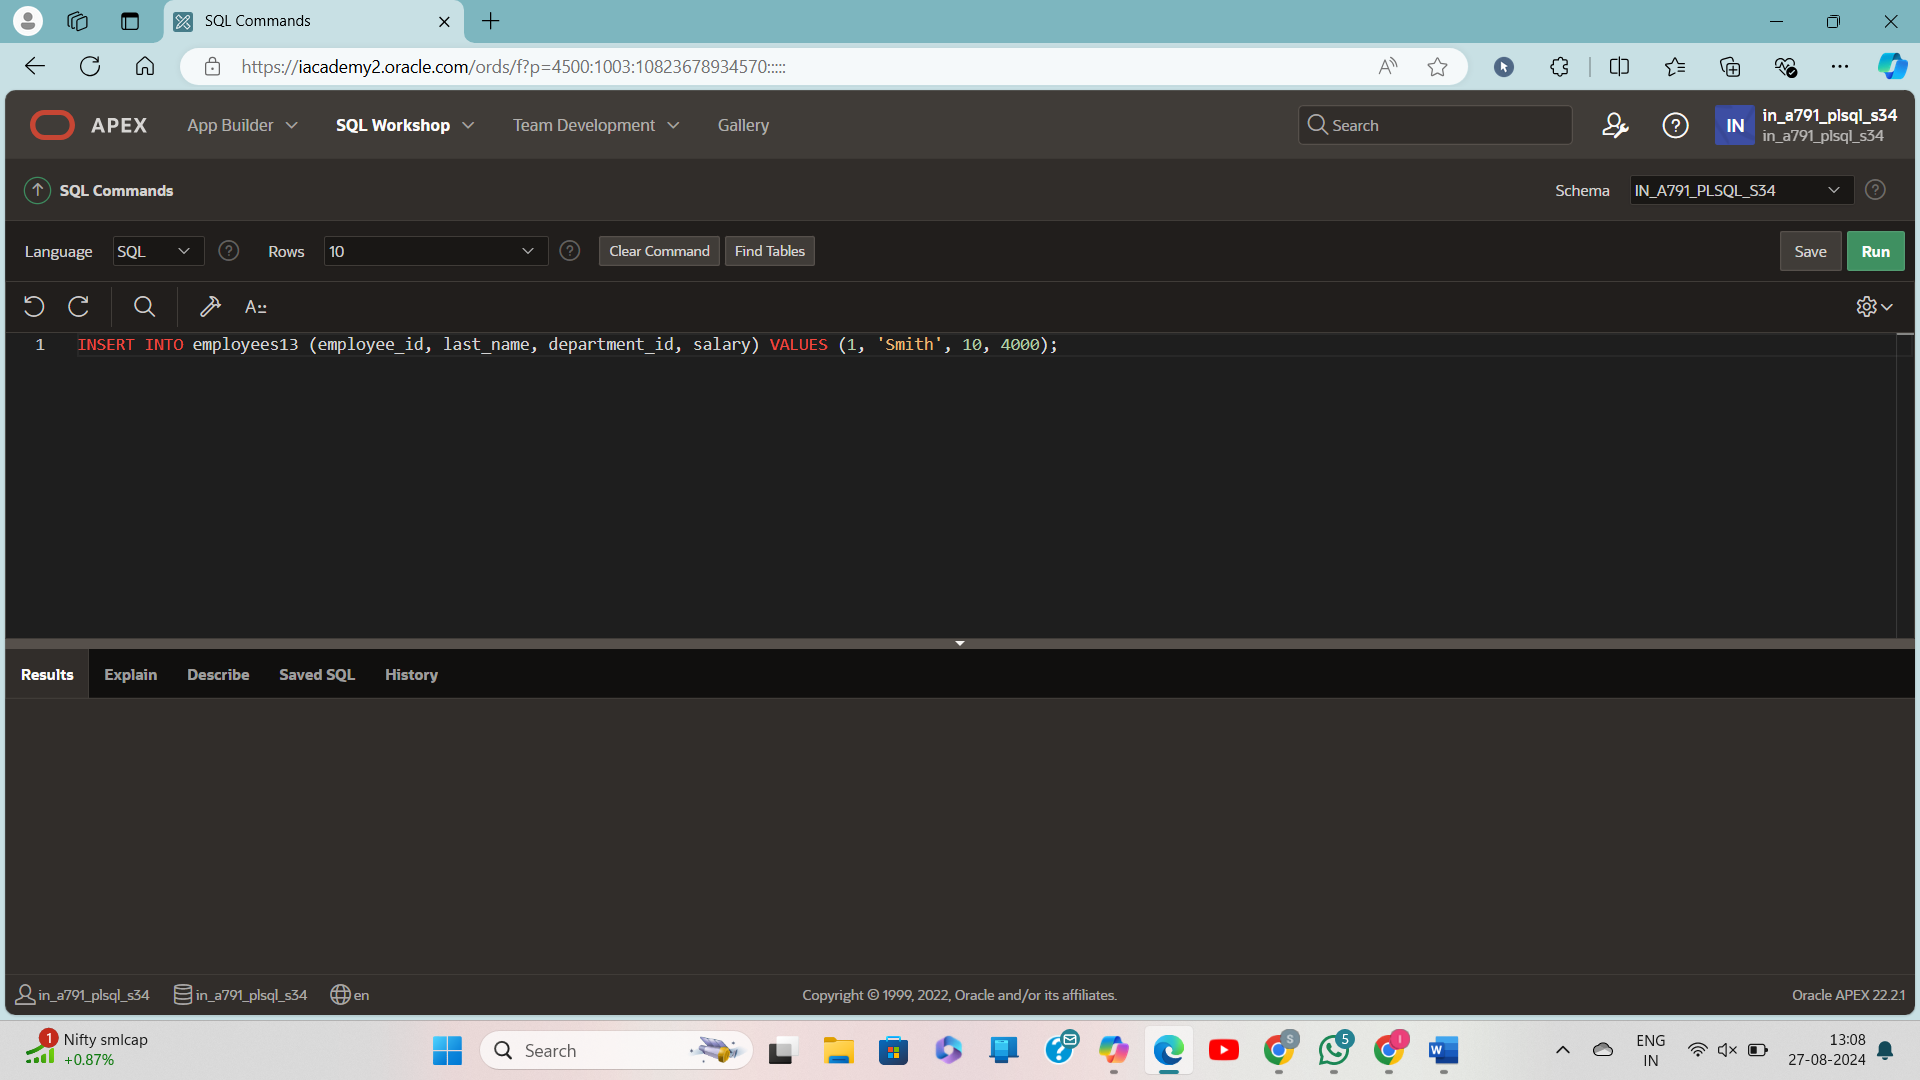 SQL Commands
https://iacademy2.oracle.com/ords/f?p=4500:1003:10823678934570:::::
APEX App Builder SQL Workshop Team Development Gallery Search IN in_a791_plsql_s34
in_a791_plsql_s34
SQL Commands Schema IN_A791_PLSQL_S34
Language SQL Rows 10 Clear Command Find Tables Save Run
1 INSERT INTO employees13 (employee_id, last_name, department_id, salary) VALUES (1, 'Smith', 10, 4000);
Results Explain Describe Saved SQL History
in_a791_plsql_s34 in_a791_plsql_s34 en Copyright © 1999, 2022, Oracle and/or its affiliates. Oracle APEX 22.2.1
1 Nifty smlcap
+0.87%
Search
S 5 I W
ENG
IN
13:08
27-08-2024